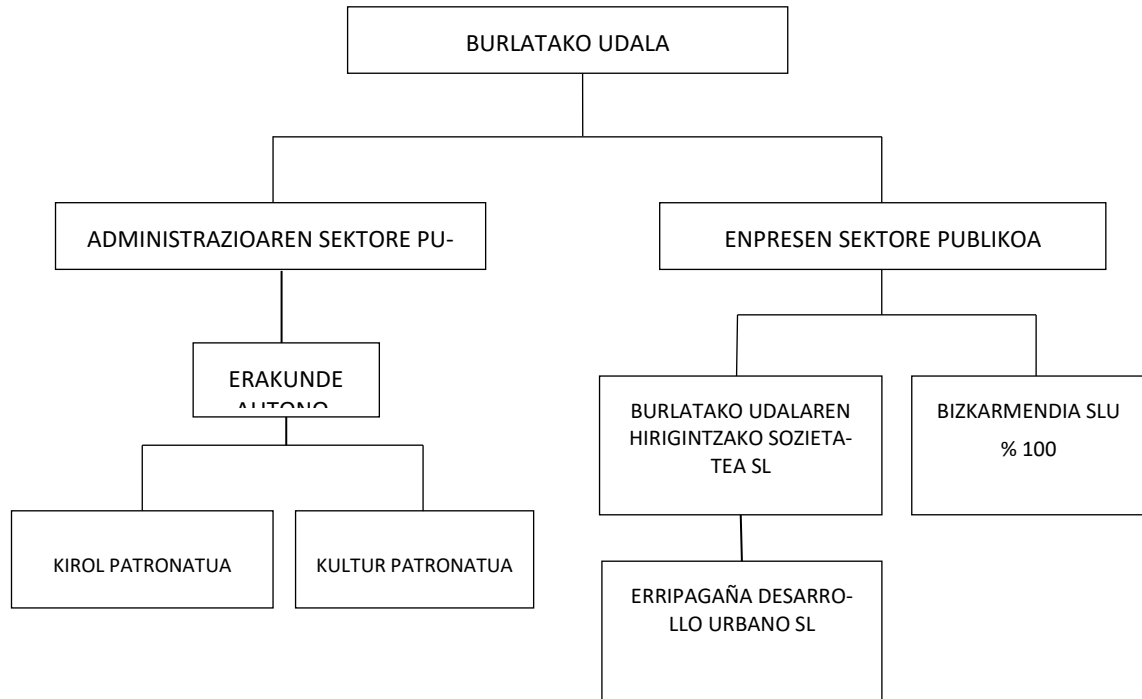 BURLATAKO UDALA
ADMINISTRAZIOAREN SEKTORE PU-
ENPRESEN SEKTORE PUBLIKOA
ERAKUNDE
AUTONO
BURLATAKO UDALAREN
HIRIGINTZAKO SOZIETA-
TEA SL
BIZKARMENDIA SLU
% 100
KIROL PATRONATUA
KULTUR PATRONATUA
ERRIPAGAÑA DESARRO-
LLO URBANO SL